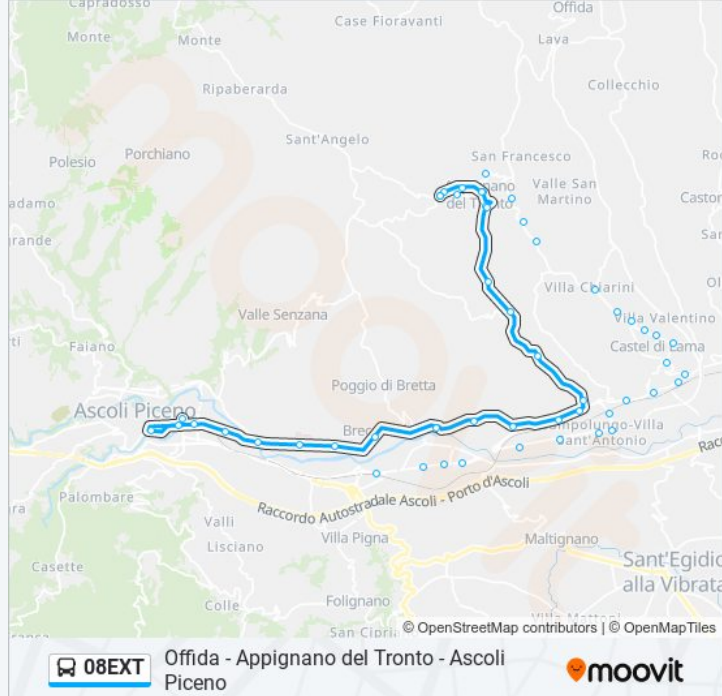 Capradosso
Monte
Monte
Case Fioravanti
Offida
Lava
Collecchio
Ripaberarda
Sant'Angelo
San Francesco
Polesio
Porchiano
Valle San
Martino
del Tronto
Villa Chiarini
Valle Senzana
Villa Valentino
Faiano
Castel di Lama
Poggio di Bretta
Ascoli Piceno
Sant'Antonio
Raccordo Autostradale Ascoli - Porto d'Ascoli
Palombare
Valli
Lisciano
Villa Pigna
Maltignano
Sant'Egidio
alla Vibrata
Casette
Colle
Folignano
© OpenStreetMap contributors | © OpenMapTiles
08EXT
Offida - Appignano del Tronto - Ascoli
Piceno
moovit